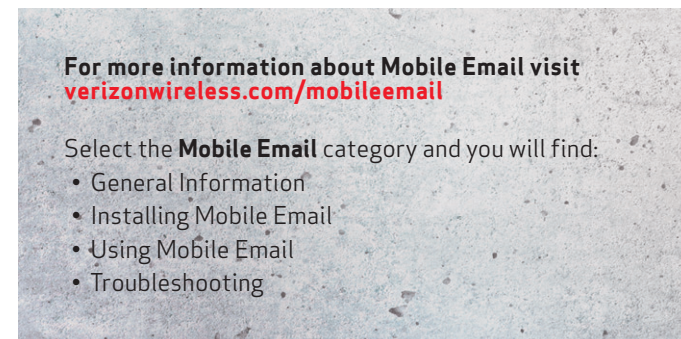 For more information about Mobile Email visit
verizonwireless.com/mobileemail
Select the Mobile Email category and you will find:
• General Information
• Installing Mobile Email
• Using Mobile Email
• Troubleshooting